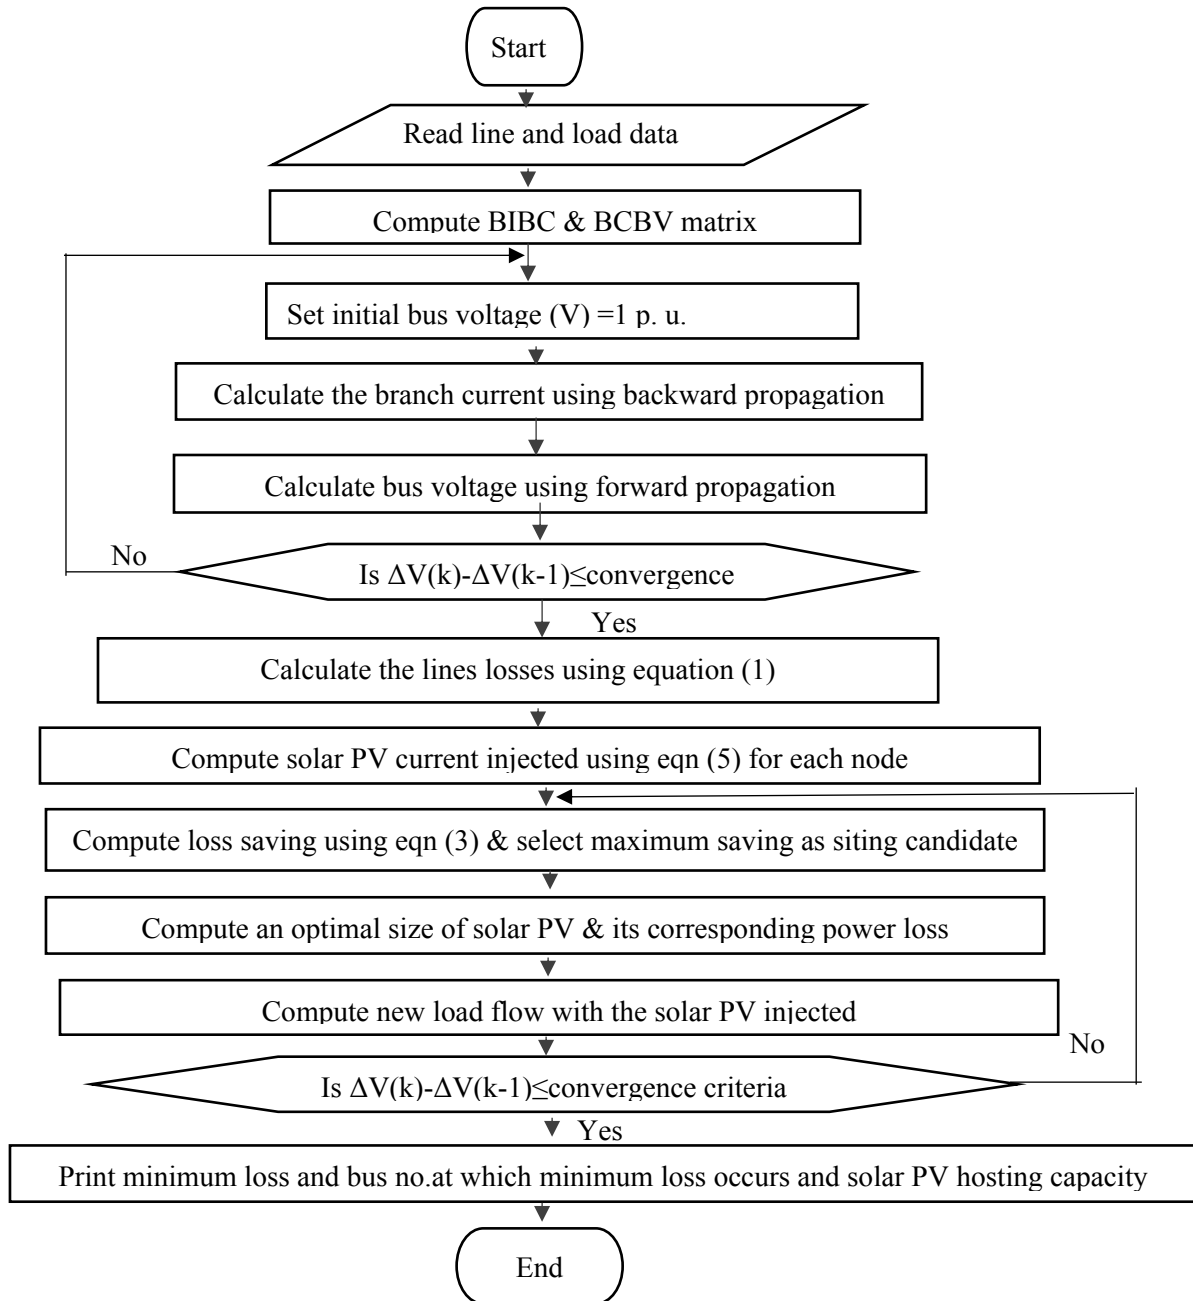 Start
Read line and load data
Compute BIBC & BCBV matrix
Set initial bus voltage (V) =1 p. u.
Calculate the branch current using backward propagation
Calculate bus voltage using forward propagation
No
Is ΔV(k)-ΔV(k-1)≤convergence
Yes
Calculate the lines losses using equation (1)
Compute solar PV current injected using eqn (5) for each node
Compute loss saving using eqn (3) & select maximum saving as siting candidate
Compute an optimal size of solar PV & its corresponding power loss
Compute new load flow with the solar PV injected
No
Is ΔV(k)-ΔV(k-1)≤convergence criteria
Yes
Print minimum loss and bus no.at which minimum loss occurs and solar PV hosting capacity
End